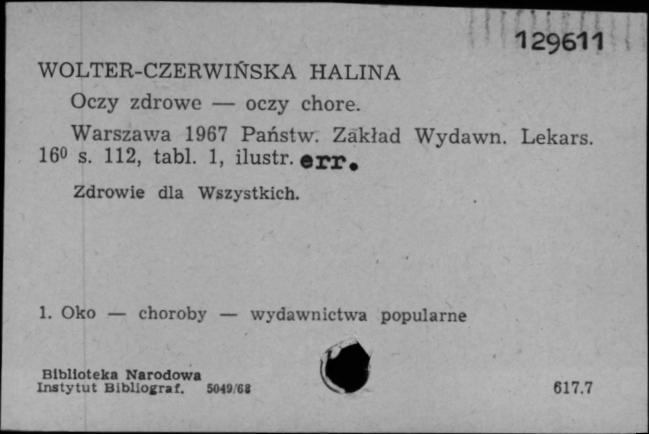 129611
WOLTER-CZERWIŃSKA HALINA
Oczy zdrowe — oczy chore.
Warszawa 1967 Państw. Zakład Wydawn. Lekars.
16⁰ s. 112, tabl. 1, ilustr. err.
Zdrowie dla Wszystkich.
1. Oko — choroby — wydawnictwa popularne
Biblioteka Narodowa
Instytut Bibliograf. 5049/68 617.7